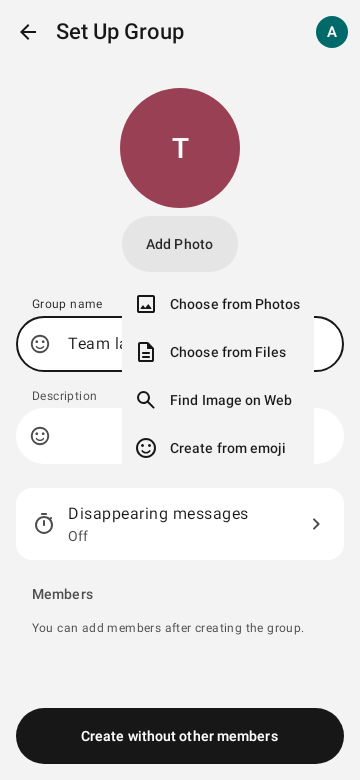 Set Up Group
A
T
Add Photo
Group name
Choose from Photos
Team
Choose from Files
Description
Find Image on Web
Create from emoji
Disappearing messages
Off
Members
You can add members after creating the group.
Create without other members